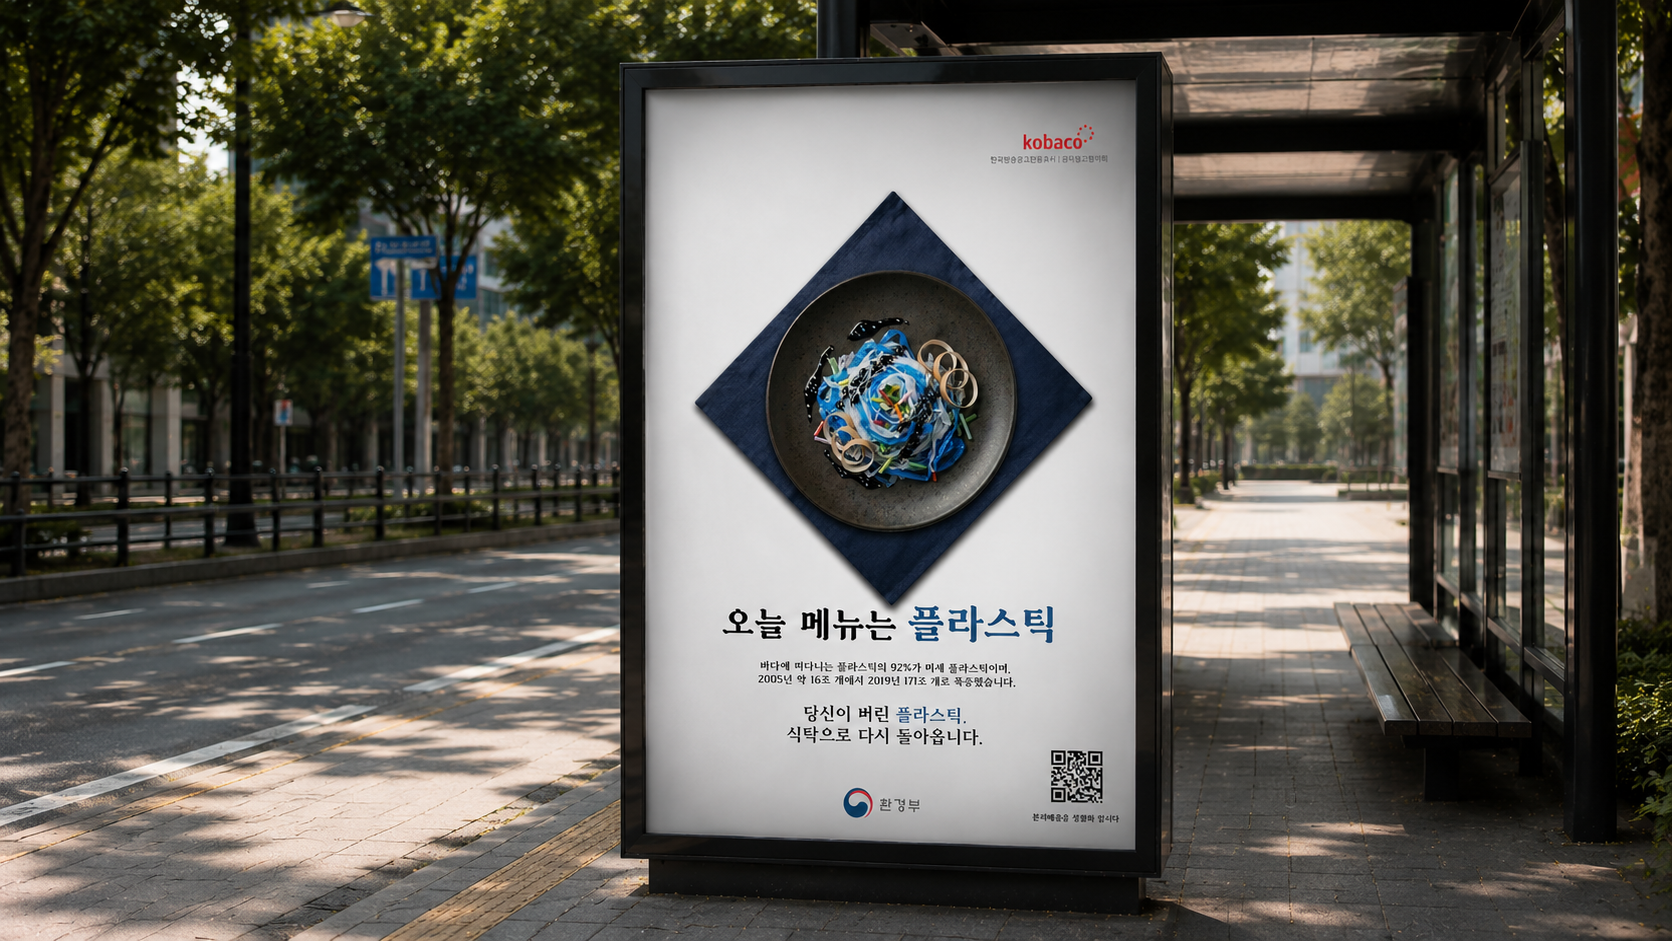 kobaco
오늘 메뉴는 플라스틱
바다에 떠다니는 플라스틱의 92%가 미세 플라스틱이며,
2005년 약 16조 개에서 2019년 171조 개로 폭증했습니다.
당신이 버린 플라스틱,
식탁으로 다시 돌아옵니다.
환경부